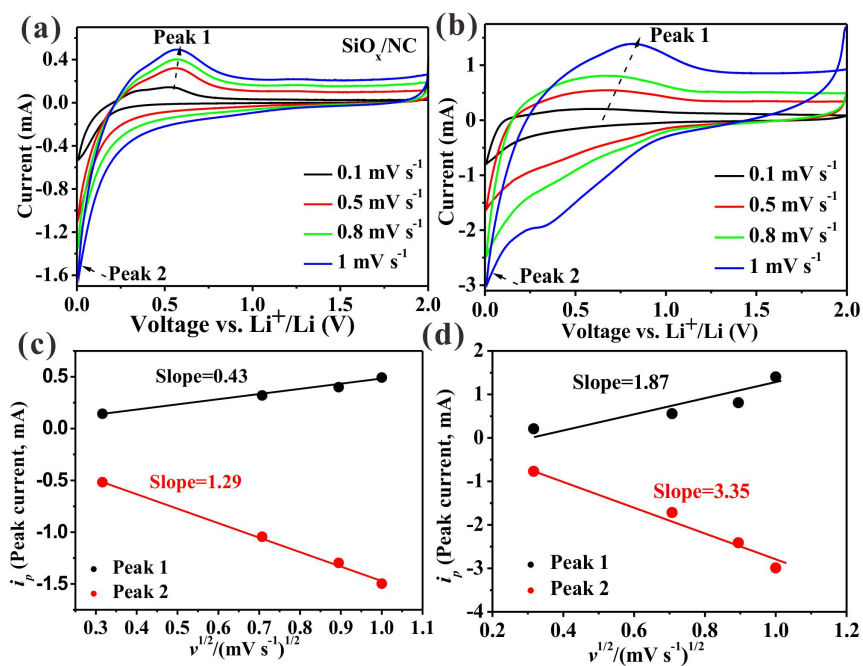 (a)
Peak 1
SiOx/NC
0.4
0.0
-0.4
-0.8
-1.2
-1.6
Current (mA)
0.1 mV s-1
0.5 mV s-1
0.8 mV s-1
1 mV s-1
Peak 2
0.0 0.5 1.0 1.5 2.0
Voltage vs. Li+/Li (V)
(b)
Peak 1
1
0
-1
-2
-3
Current (mA)
0.1 mV s-1
0.5 mV s-1
0.8 mV s-1
1 mV s-1
Peak 2
0.0 0.5 1.0 1.5 2.0
Voltage vs. Li+/Li (V)
(c)
Slope=0.43
Slope=1.29
0.5
0.0
-0.5
-1.0
-1.5
ip (Peak current, mA)
Peak 1
Peak 2
0.3 0.4 0.5 0.6 0.7 0.8 0.9 1.0 1.1
v1/2/(mV s-1)1/2
(d)
Slope=1.87
Slope=3.35
2
1
0
-1
-2
-3
-4
ip (Peak current, mA)
Peak 1
Peak 2
0.2 0.4 0.6 0.8 1.0 1.2
v1/2/(mV s-1)1/2